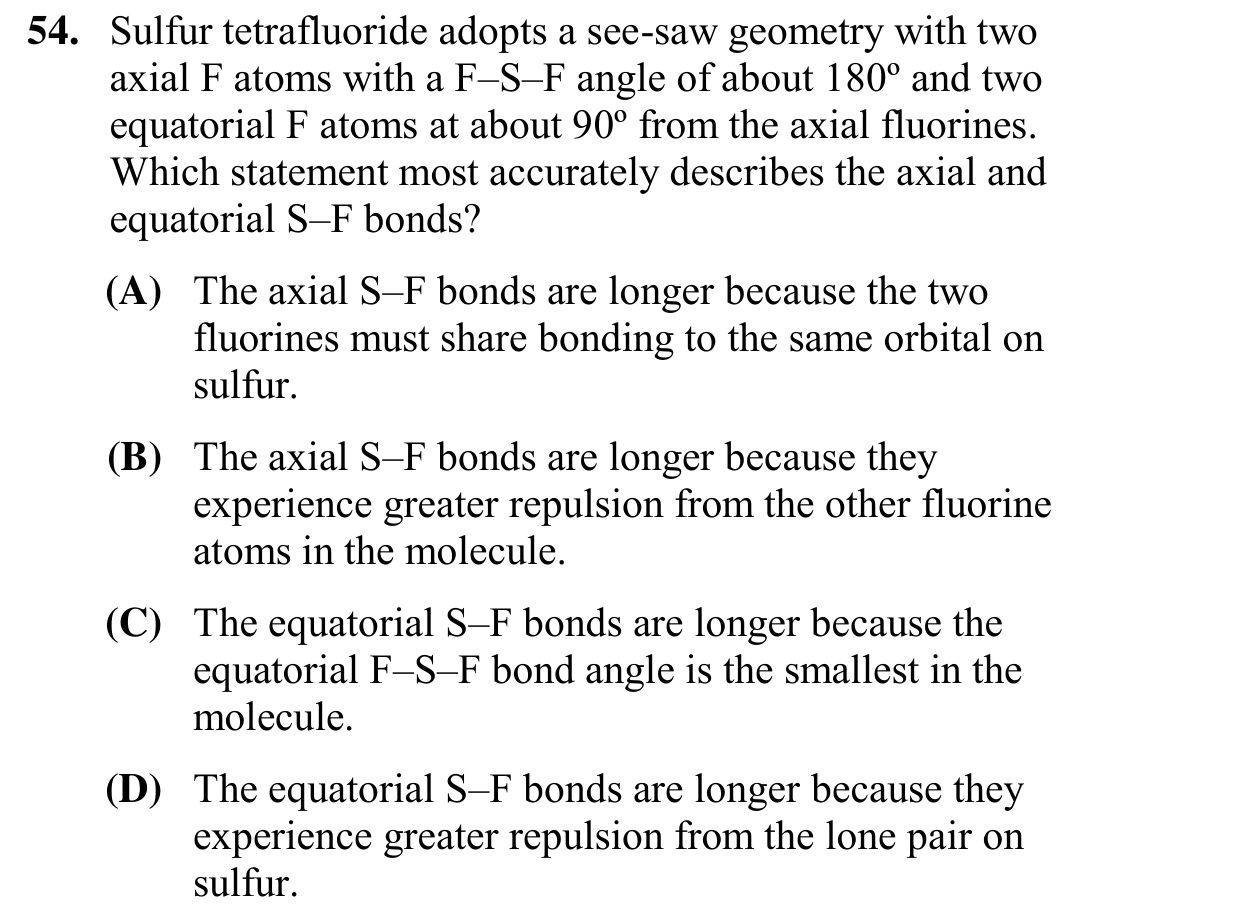 54. Sulfur tetrafluoride adopts a see-saw geometry with two
axial F atoms with a F–S–F angle of about 180º and two
equatorial F atoms at about 90º from the axial fluorines.
Which statement most accurately describes the axial and
equatorial S–F bonds?
(A) The axial S–F bonds are longer because the two
fluorines must share bonding to the same orbital on
sulfur.
(B) The axial S–F bonds are longer because they
experience greater repulsion from the other fluorine
atoms in the molecule.
(C) The equatorial S–F bonds are longer because the
equatorial F–S–F bond angle is the smallest in the
molecule.
(D) The equatorial S–F bonds are longer because they
experience greater repulsion from the lone pair on
sulfur.